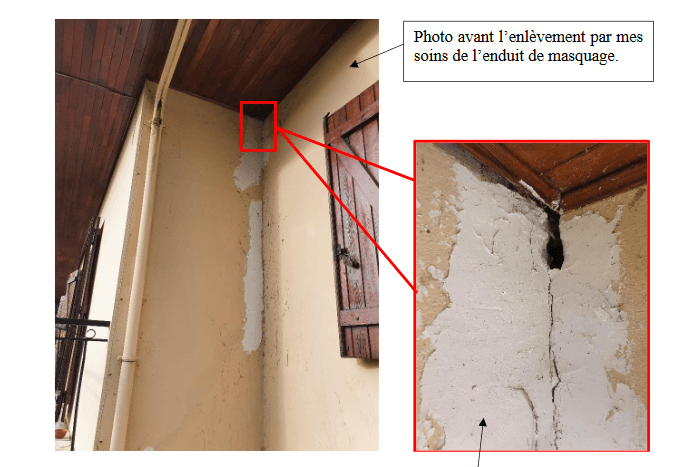 Photo avant l’enlèvement par mes
soins de l’enduit de masquage.